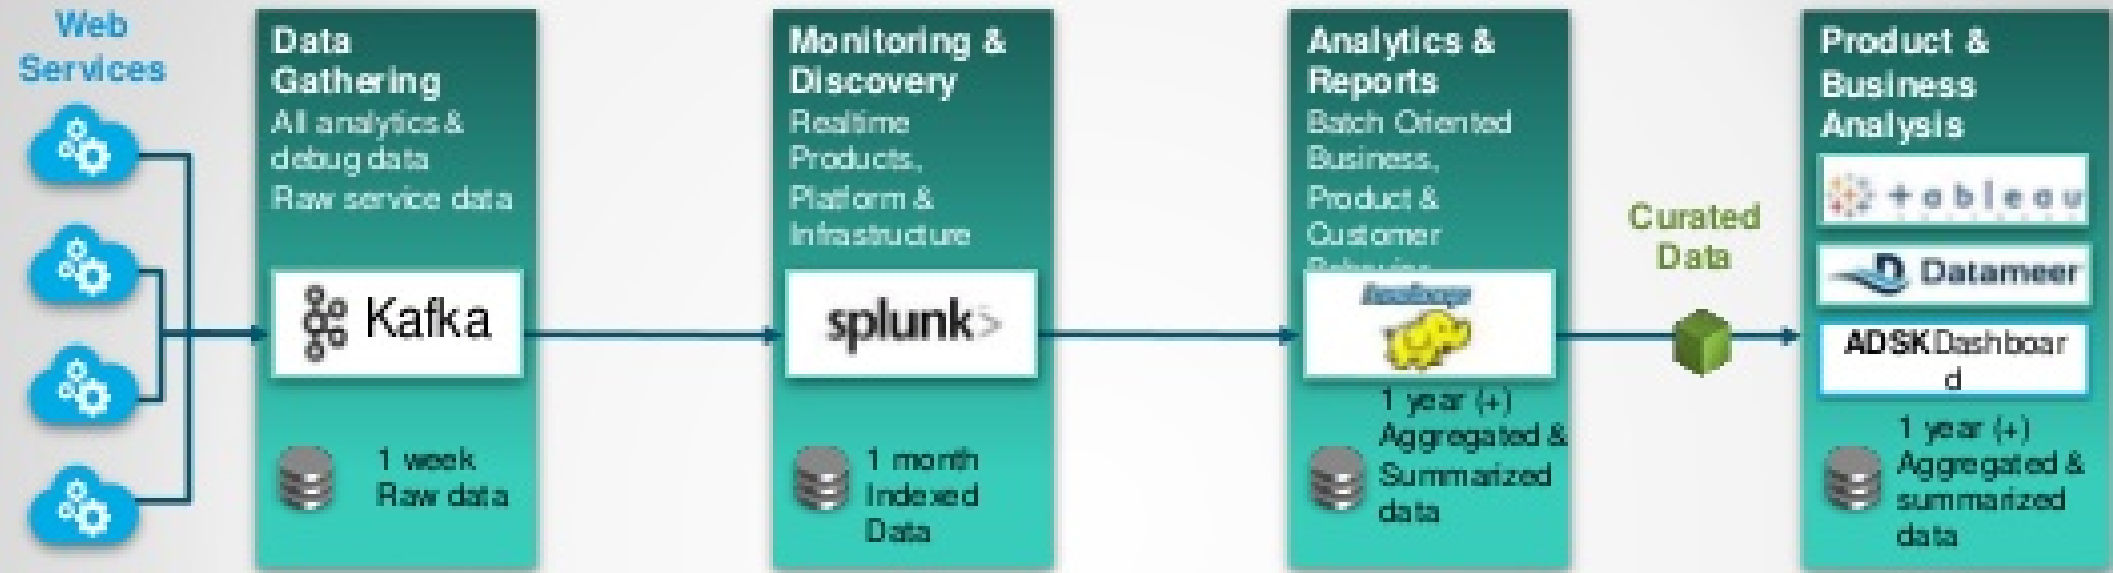 Web
Services
Data
Gathering
All analytics &
debug data
Raw service data
Kafka
1 week
Raw data
Monitoring &
Discovery
Realtime
Products,
Platform &
Infrastructure
splunk>
1 month
Indexed
Data
Analytics &
Reports
Batch Oriented
Business,
Product &
Customer
1 year (+)
Aggregated &
Summarized
data
Curated
Data
Product &
Business
Analysis
+ableau
Datameer
ADSKDashboar
d
1 year (+)
Aggregated &
summarized
data